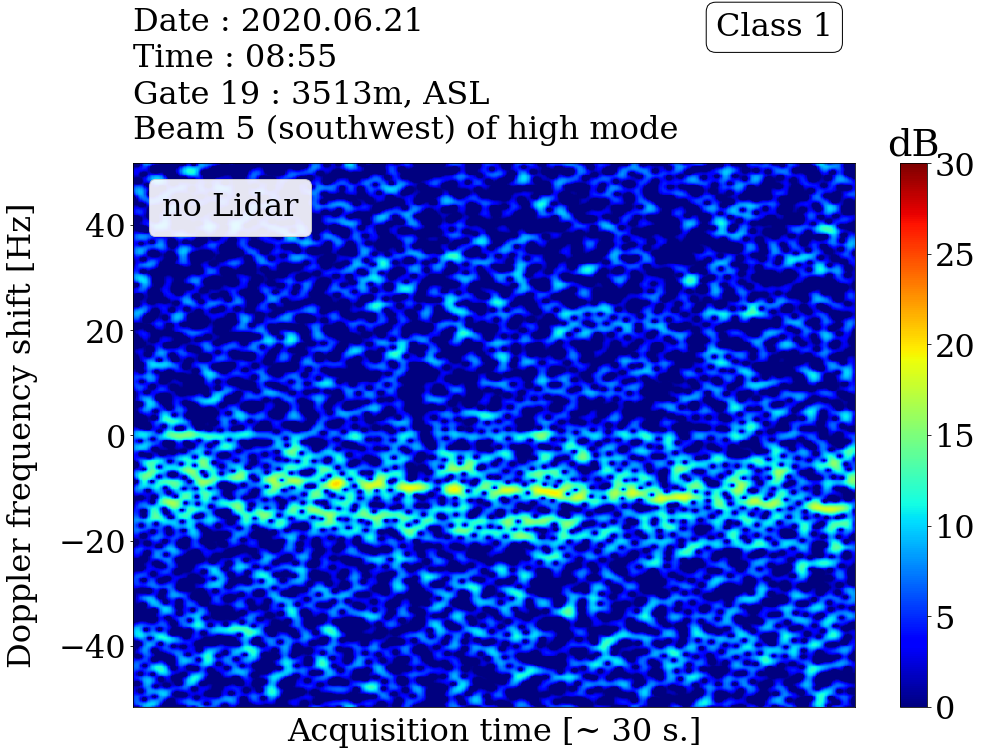 Date : 2020.06.21
Time : 08:55
Gate 19 : 3513m, ASL
Beam 5 (southwest) of high mode
Class 1
dB
no Lidar
Doppler frequency shift [Hz]
40
20
0
−20
−40
30
25
20
15
10
5
0
Acquisition time [~ 30 s.]